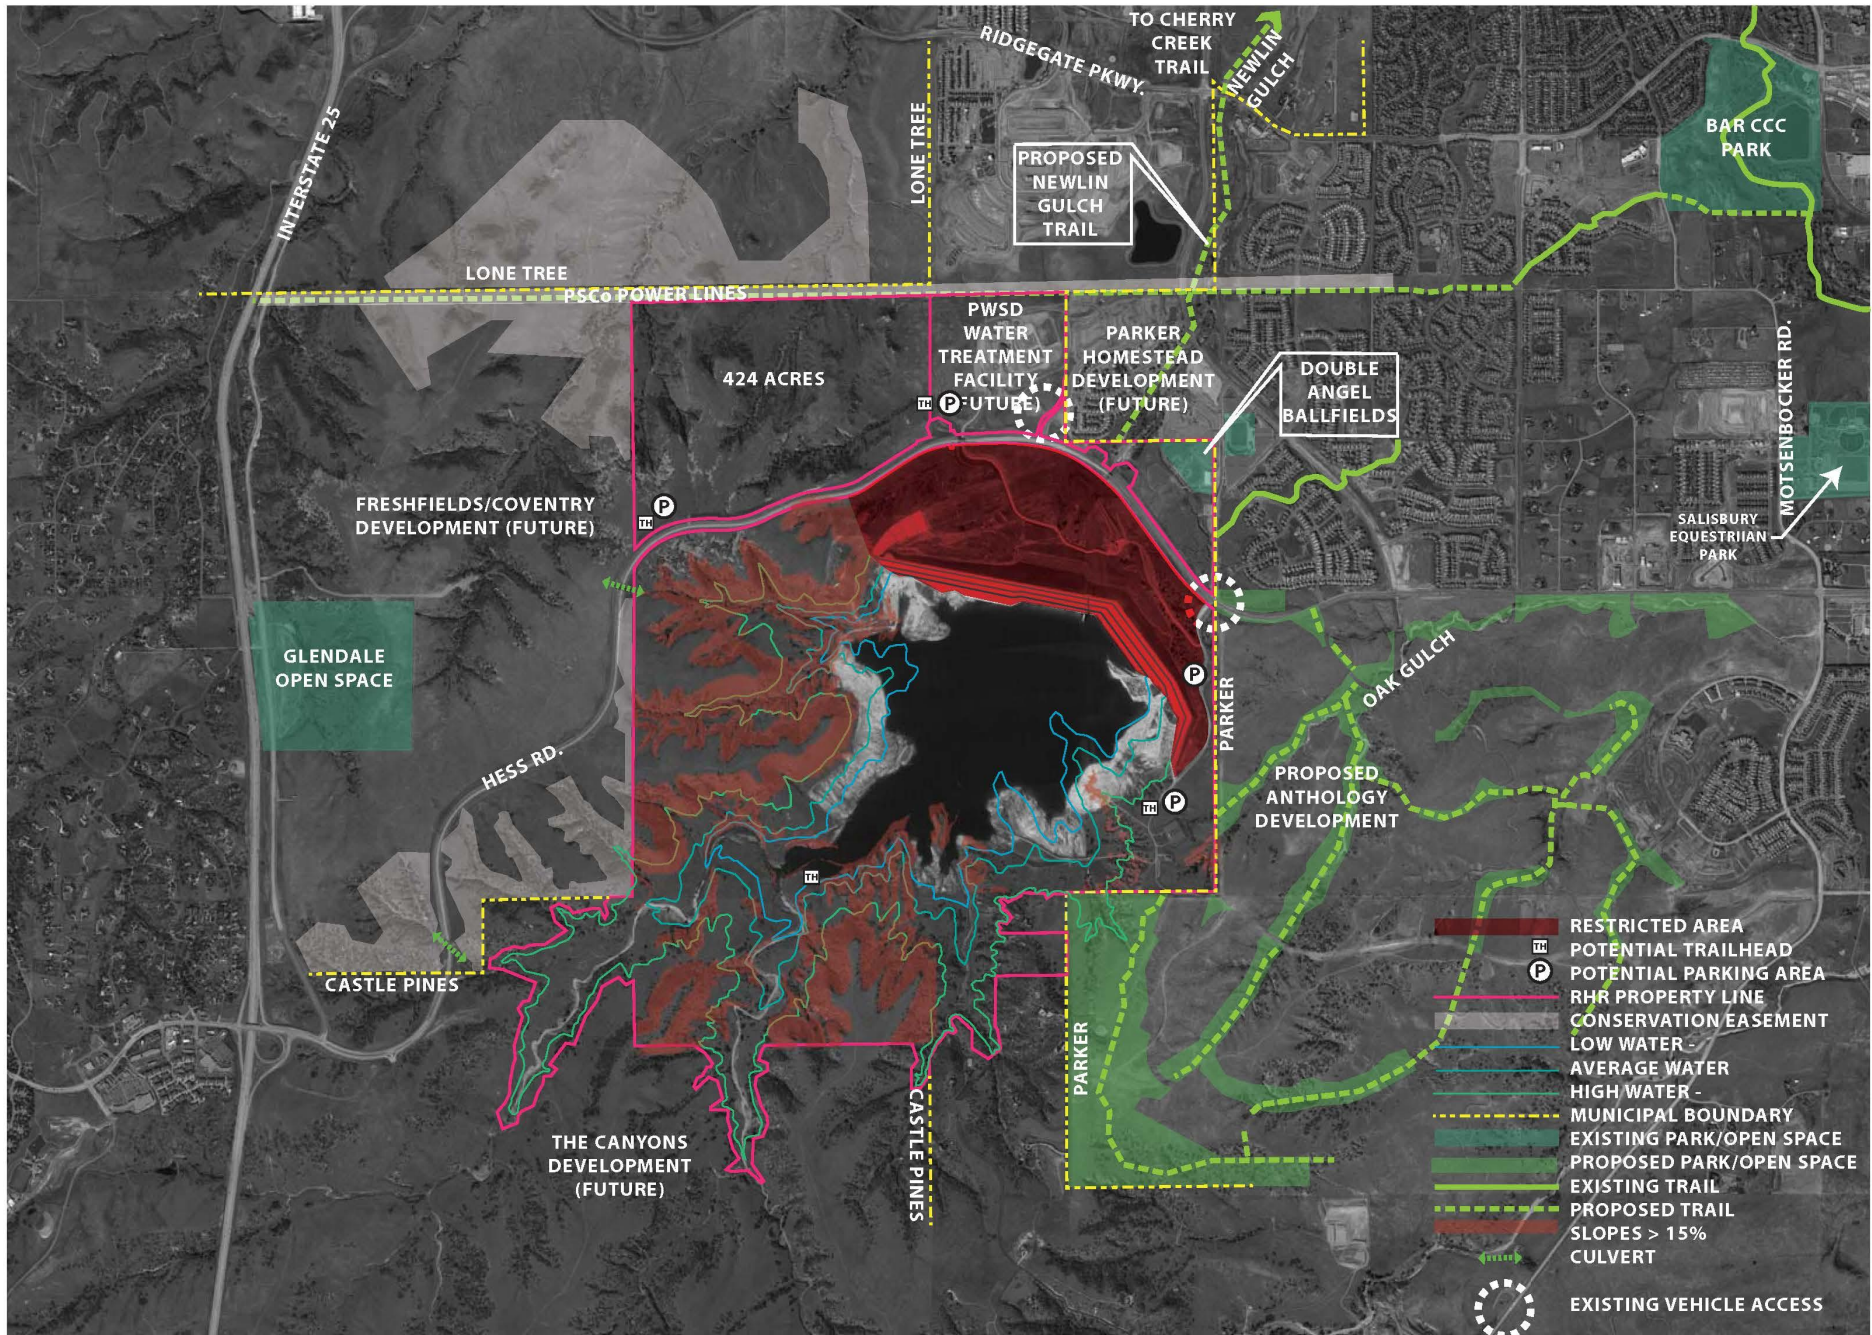 TO CHERRY
CREEK
TRAIL
RIDGEGATE PKWY.
NEWLIN
GULCH
BAR CCC
PARK
INTERSTATE 25
LONE TREE
PROPOSED
NEWLIN
GULCH
TRAIL
LONE TREE
PSCo POWER LINES
PWSD
WATER
TREATMENT
FACILITY
(FUTURE)
PARKER
HOMESTEAD
DEVELOPMENT
(FUTURE)
424 ACRES
DOUBLE
ANGEL
BALLFIELDS
MOTSENBOCKER RD.
TH
P
FRESHFIELDS/COVENTRY
DEVELOPMENT (FUTURE)
TH
P
SALISBURY
EQUESTRIIAN
PARK
GLENDALE
OPEN SPACE
OAK GULCH
P
PARKER
HESS RD.
PROPOSED
ANTHOLOGY
DEVELOPMENT
TH
P
TH
CASTLE PINES
PARKER
CASTLE PINES
THE CANYONS
DEVELOPMENT
(FUTURE)
RESTRICTED AREA
TH POTENTIAL TRAILHEAD
P POTENTIAL PARKING AREA
RHR PROPERTY LINE
CONSERVATION EASEMENT
LOW WATER -
AVERAGE WATER
HIGH WATER -
MUNICIPAL BOUNDARY
EXISTING PARK/OPEN SPACE
PROPOSED PARK/OPEN SPACE
EXISTING TRAIL
PROPOSED TRAIL
SLOPES > 15%
CULVERT
EXISTING VEHICLE ACCESS